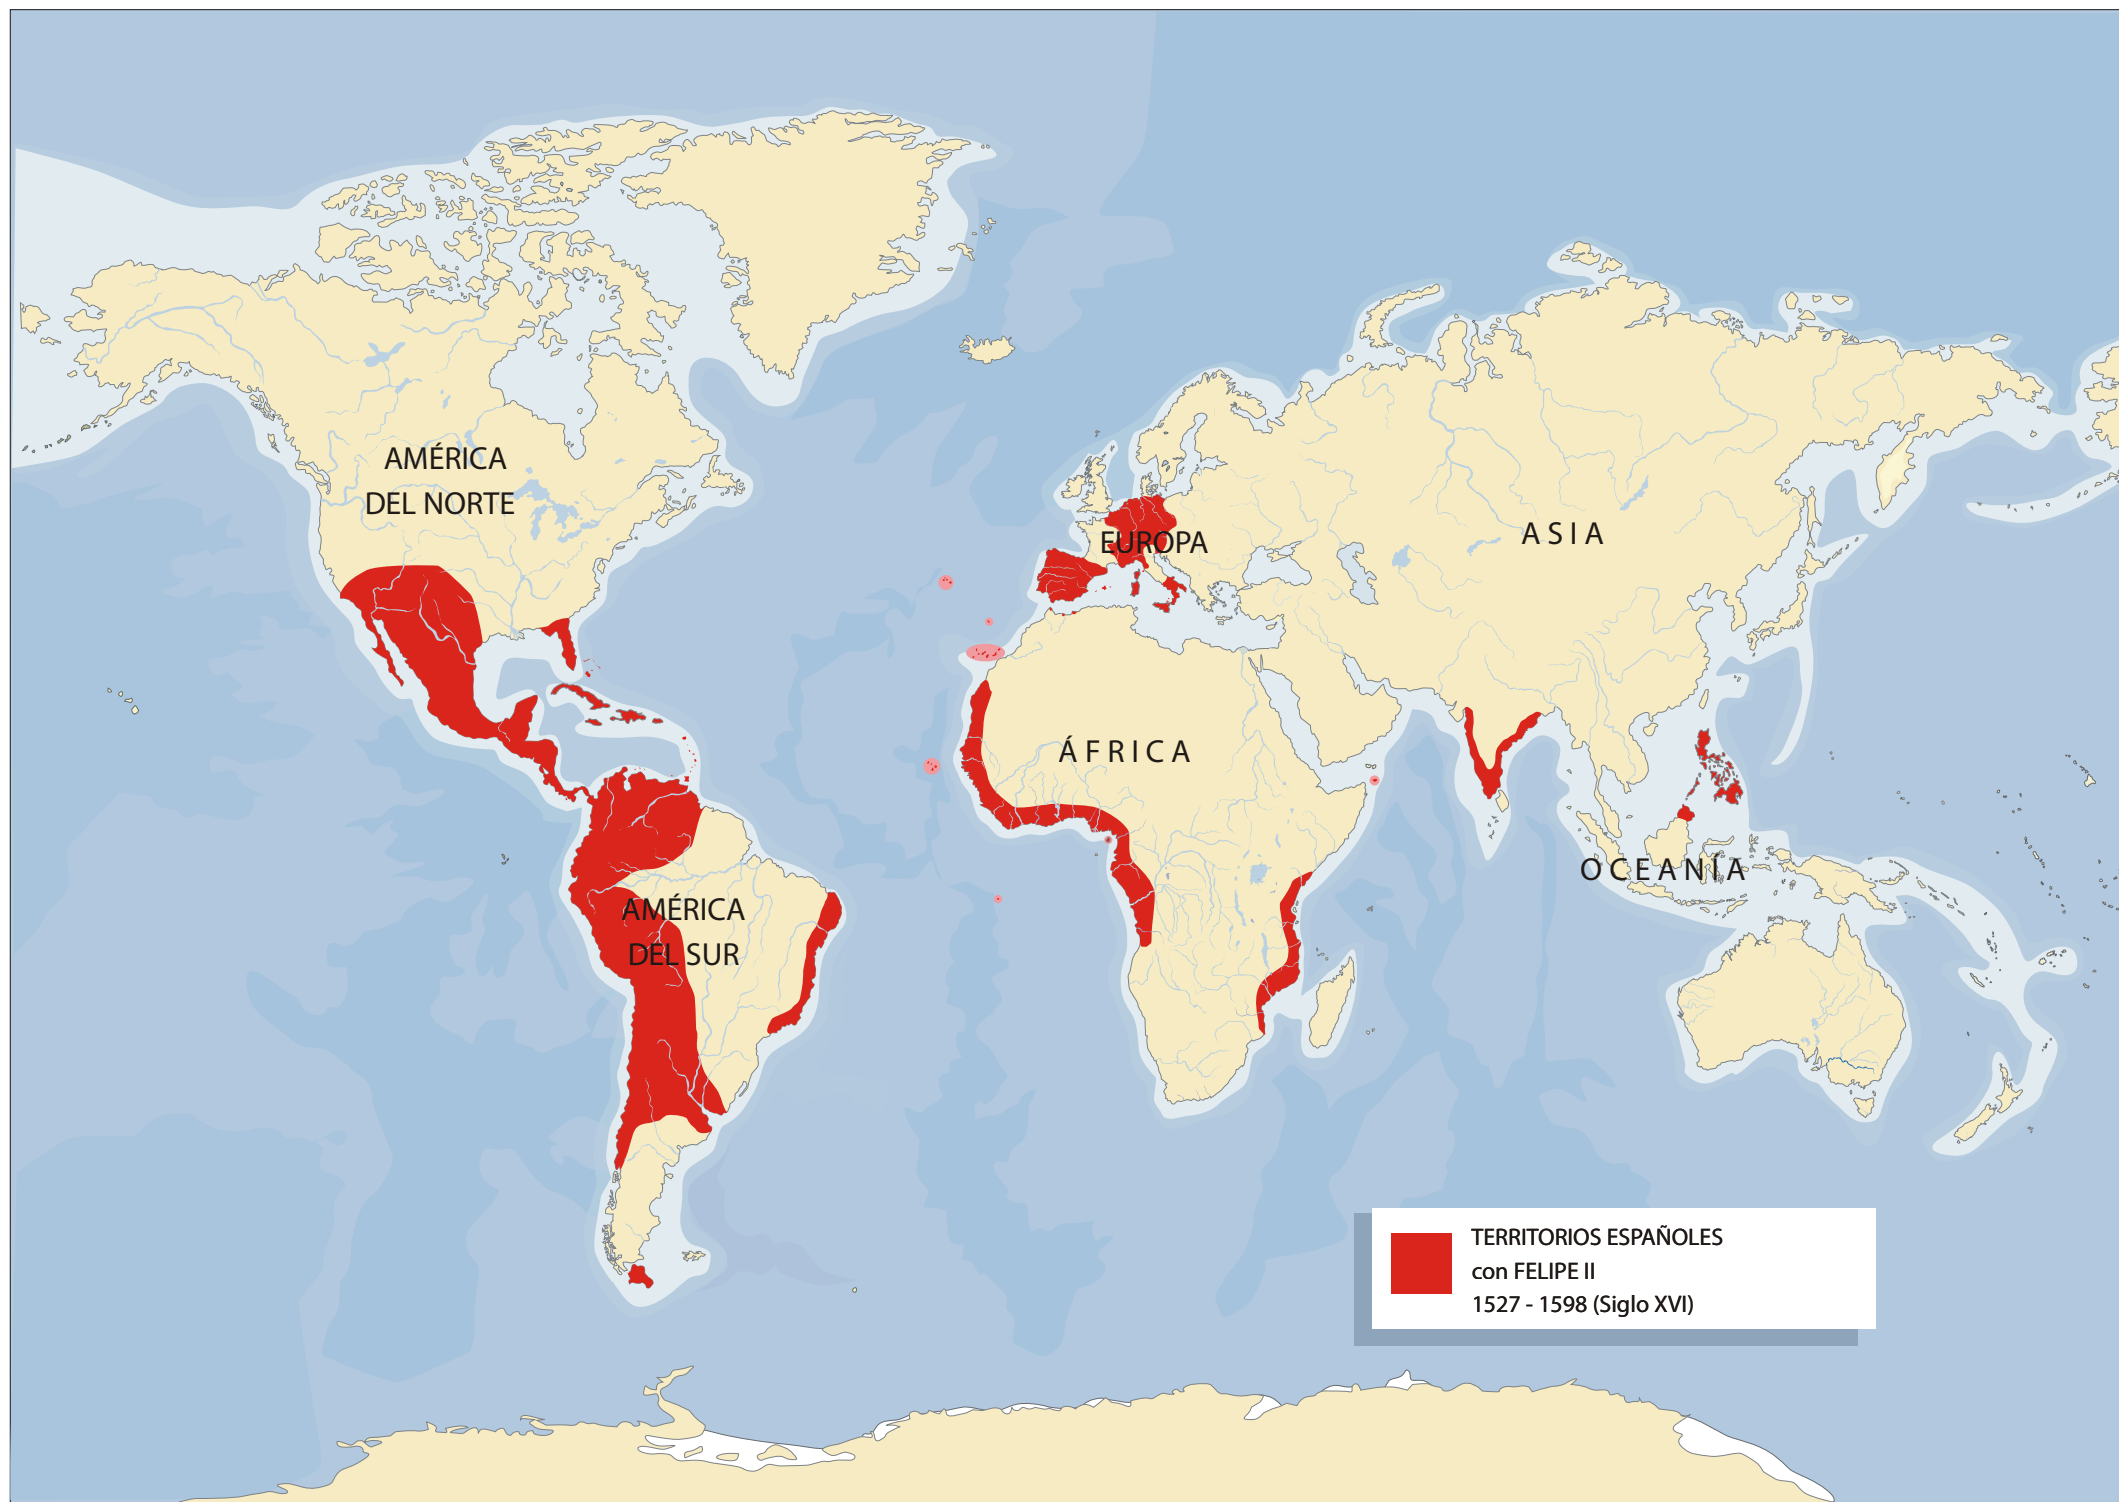 AMÉRICA
DEL NORTE
EUROPA
ASIA
ÁFRICA
OCEANÍA
AMÉRICA
DEL SUR
TERRITORIOS ESPAÑOLES
con FELIPE II
1527 - 1598 (Siglo XVI)